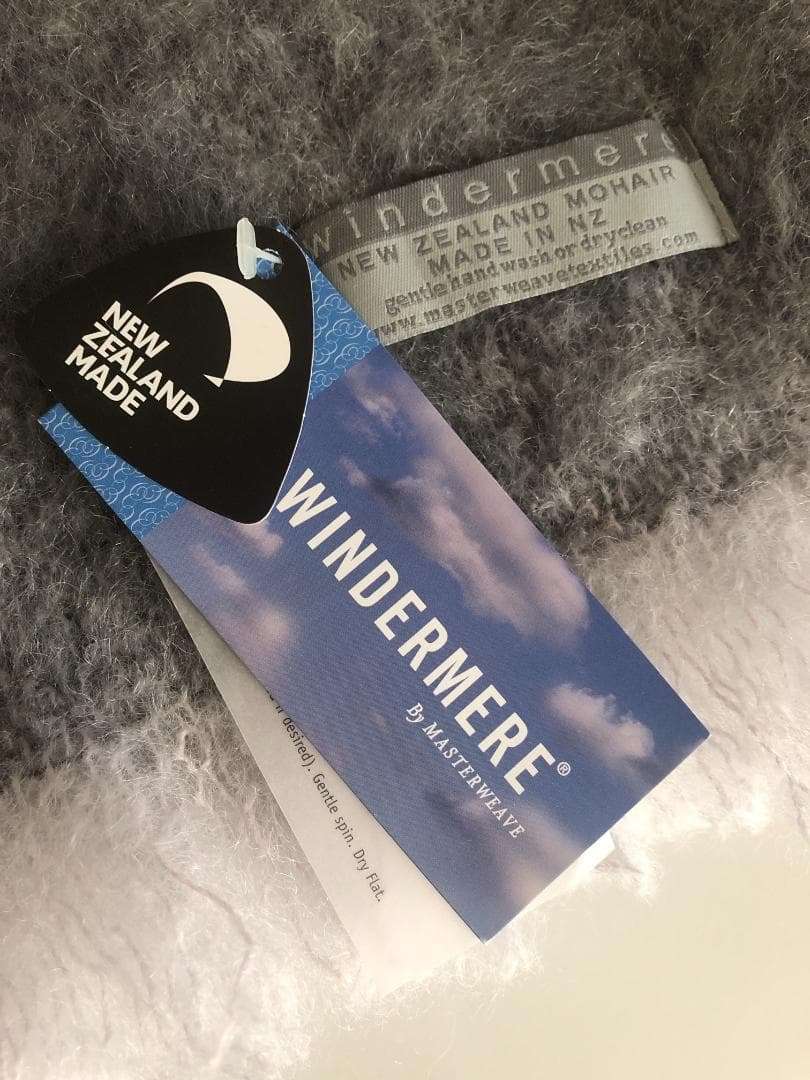 windermere
NEW ZEALAND MOHAIR
MADE IN NZ
gentle hand wash or dryclean
www.masterweavetextiles.com
NEW
ZEALAND
MADE
WINDERMERE®
By MASTERWEAVE
desired). Gentle spin. Dry Flat.